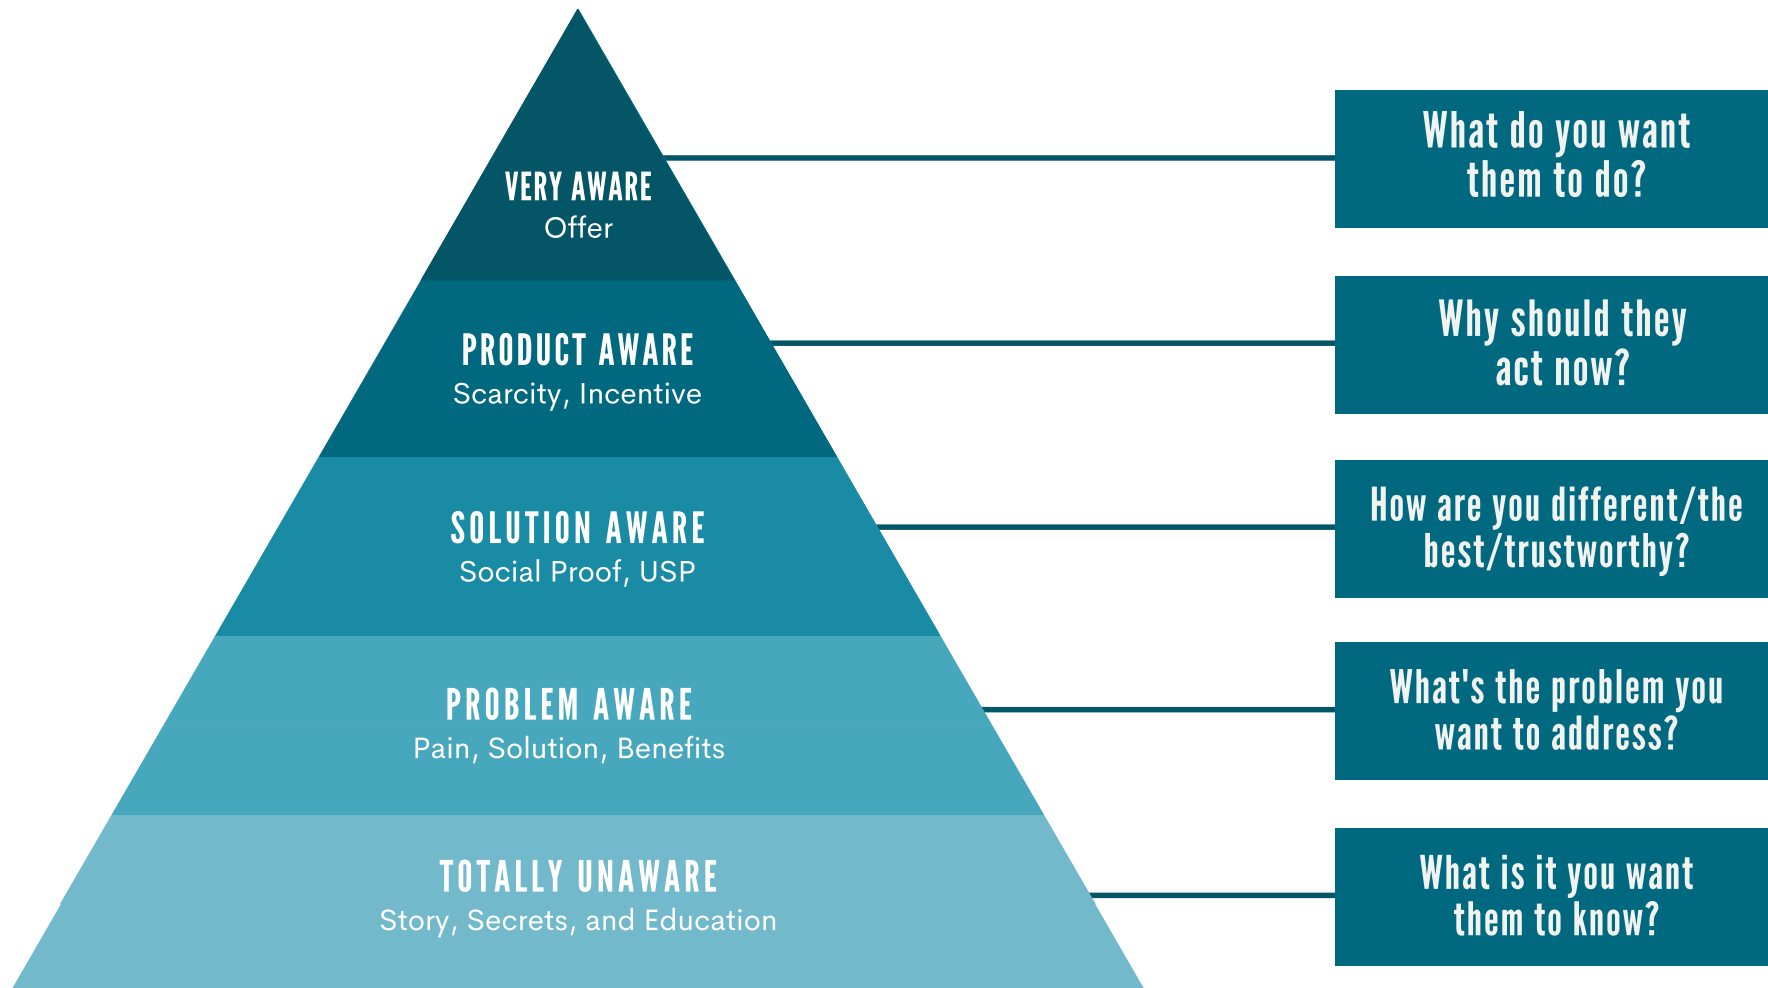 VERY AWARE
Offer
What do you want
them to do?
PRODUCT AWARE
Scarcity, Incentive
Why should they
act now?
SOLUTION AWARE
Social Proof, USP
How are you different/the
best/trustworthy?
PROBLEM AWARE
Pain, Solution, Benefits
What's the problem you
want to address?
TOTALLY UNAWARE
Story, Secrets, and Education
What is it you want
them to know?